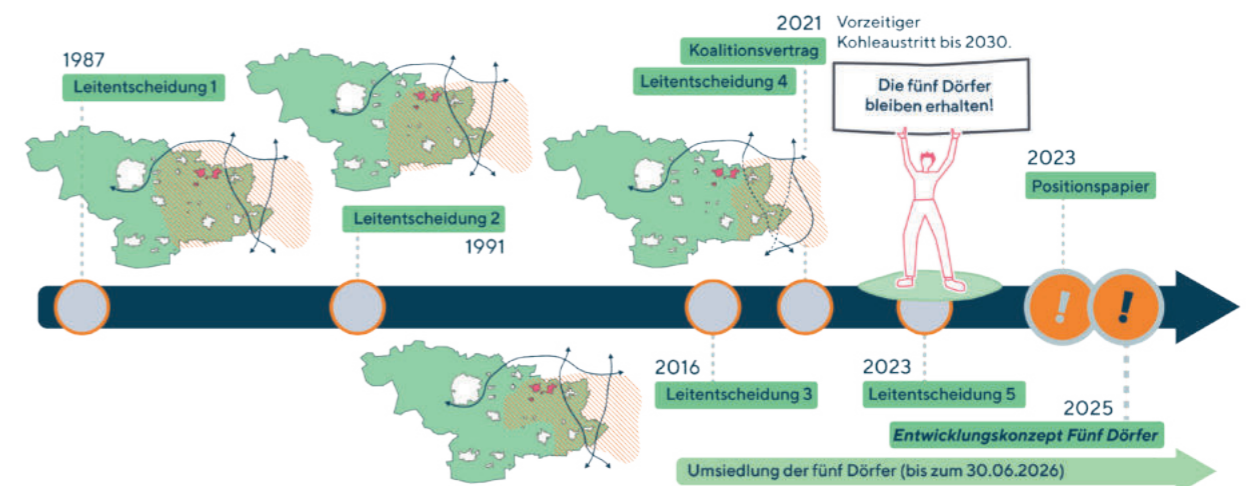 1987
Leitentscheidung 1
Leitentscheidung 2
1991
2021
Koalitionsvertrag
Leitentscheidung 4
Vorzeitiger
Kohleaustritt bis 2030.
Die fünf Dörfer
bleiben erhalten!
2023
Positionspapier
!
!
2016
Leitentscheidung 3
2023
Leitentscheidung 5
2025
Entwicklungskonzept Fünf Dörfer
Umsiedlung der fünf Dörfer (bis zum 30.06.2026)